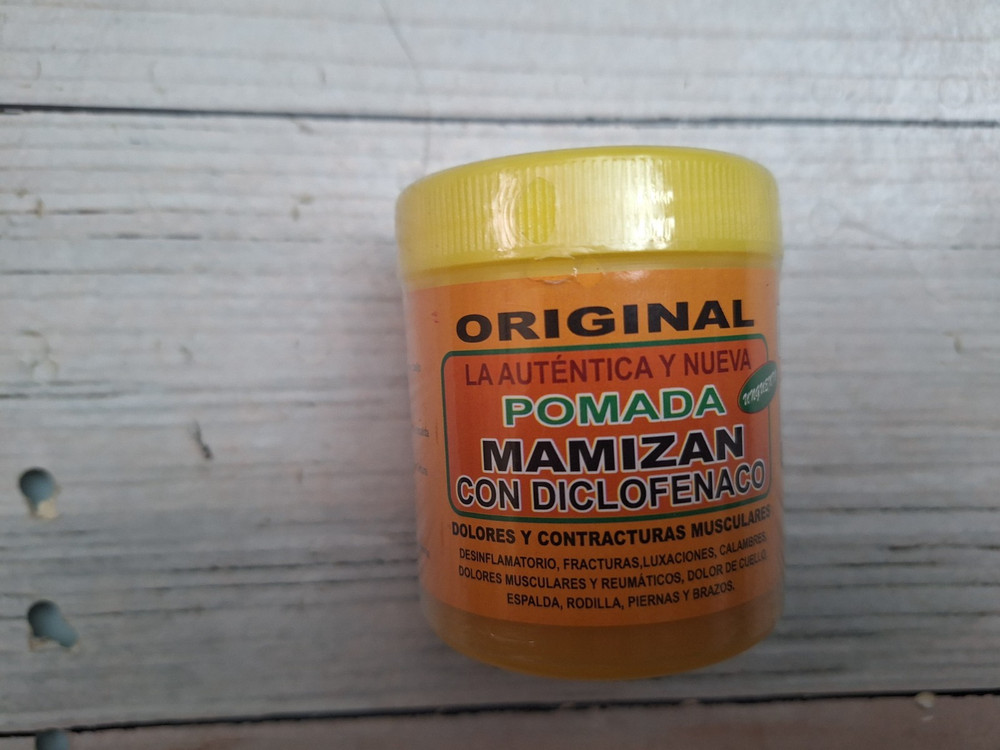 ORIGINAL
LA AUTÉNTICA Y NUEVA
POMADA
MAMIZAN
CON DICLOFENACO
DOLORES Y CONTRACTURAS MUSCULARES
DESINFLAMATORIO, FRACTURAS,LUXACIONES, CALAMBRES,
DOLORES MUSCULARES Y REUMÁTICOS, DOLOR DE CUELLO,
ESPALDA, RODILLA, PIERNAS Y BRAZOS.